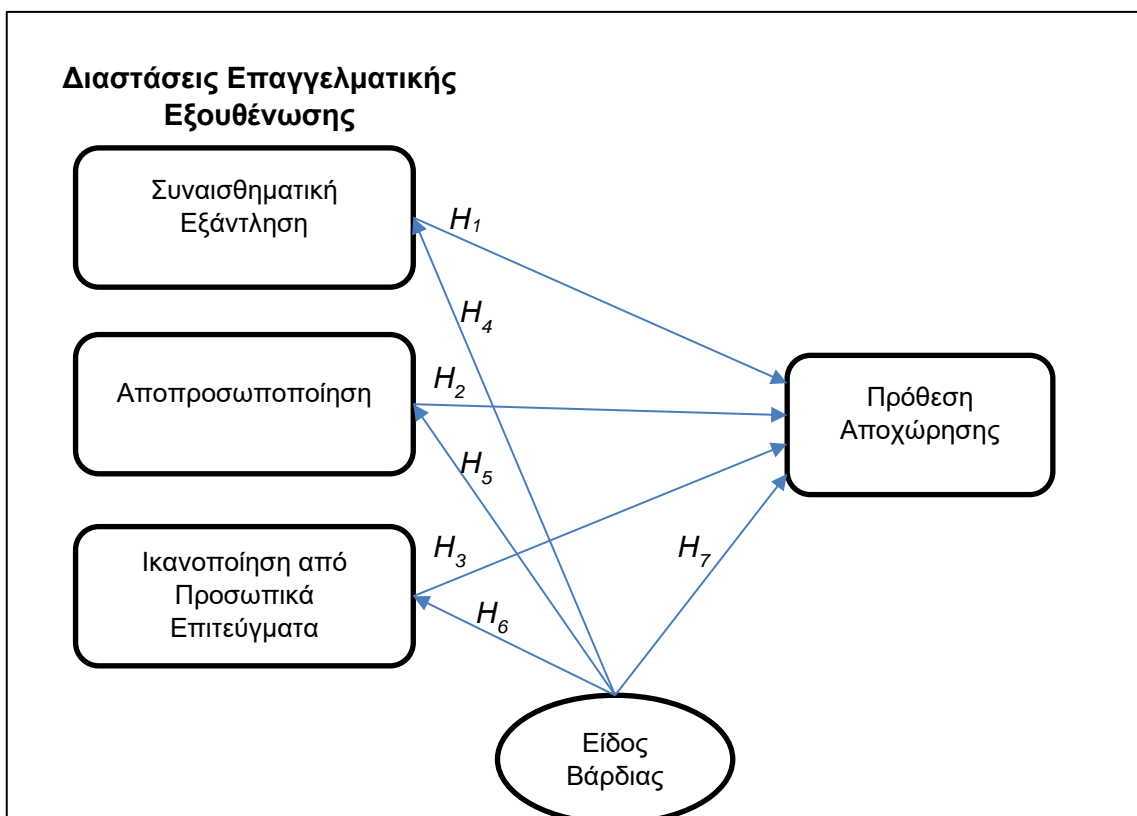 Διαστάσεις Επαγγελματικής
Εξουθένωσης
Συναισθηματική
Εξάντληση
H₁
H₄
Αποπροσωποποίηση
H₂
Πρόθεση
Αποχώρησης
H₅
Ικανοποίηση από
Προσωπικά
Επιτεύγματα
H₃
H₇
H₆
Είδος
Βάρδιας